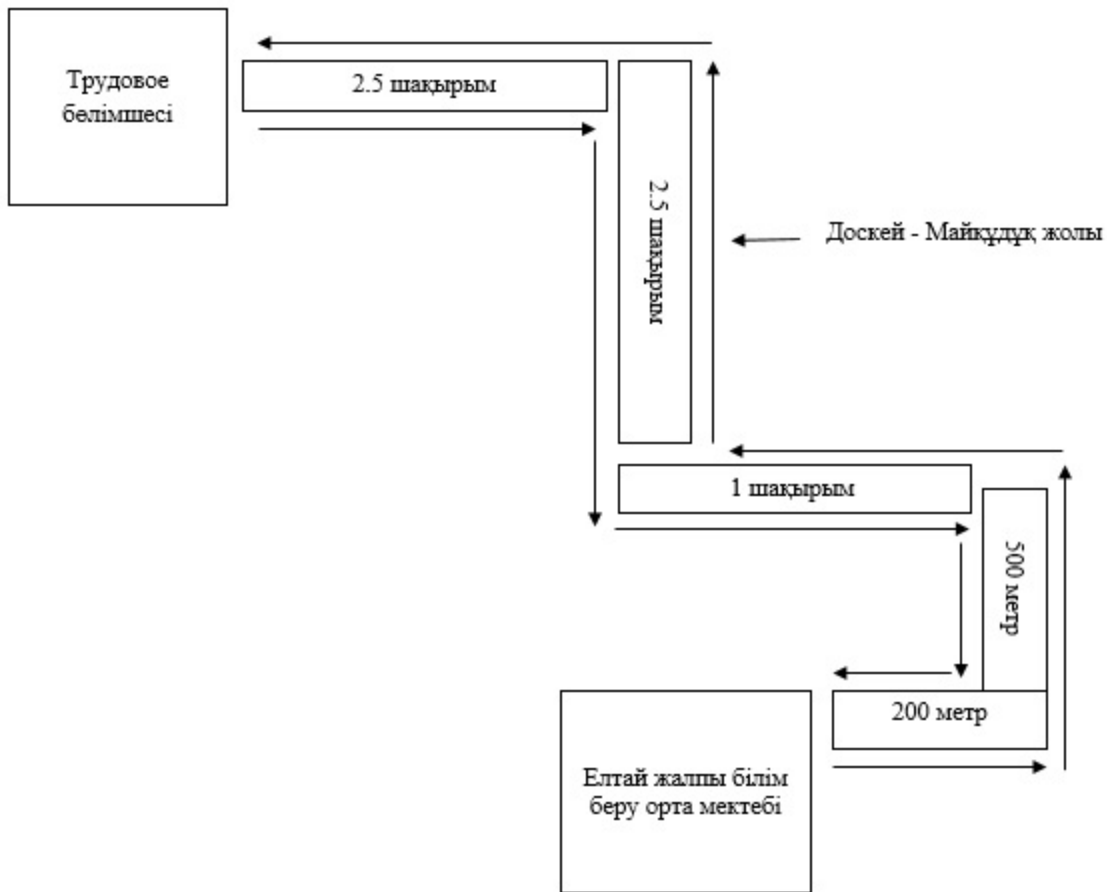 Трудовое
бөлімшесі
2.5 шақырым
2.5 шақырым
Доскей - Майқұдұқ жолы
1 шақырым
500 метр
200 метр
Елтай жалпы білім
беру орта мектебі